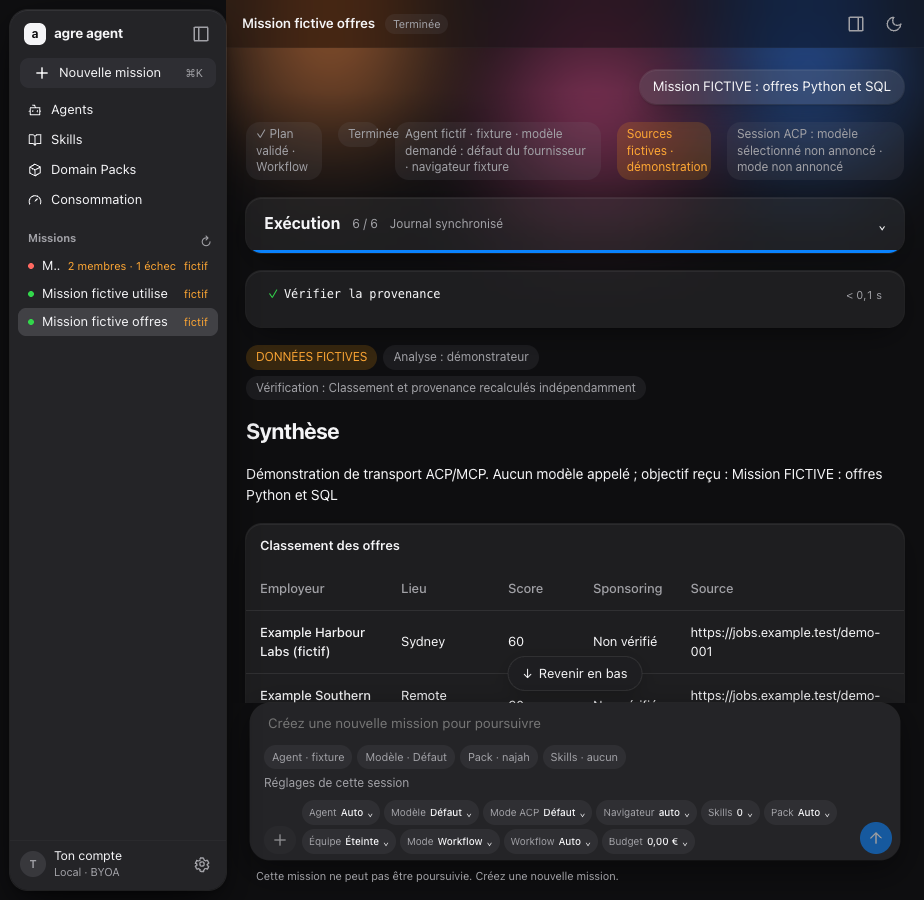 a agre agent
Nouvelle mission ⌘K
Agents
Skills
Domain Packs
Consommation
Missions
M.. 2 membres · 1 échec fictif
Mission fictive utilise fictif
Mission fictive offres fictif
T Ton compte
Local · BYOA
Mission fictive offres Terminée
Mission FICTIVE : offres Python et SQL
✓ Plan
validé ·
Workflow
Terminée
Agent fictif · fixture · modèle
demandé : défaut du fournisseur
· navigateur fixture
Sources
fictives ·
démonstration
Session ACP : modèle
sélectionné non annoncé ·
mode non annoncé
Exécution 6 / 6 Journal synchronisé
✓ Vérifier la provenance < 0,1 s
DONNÉES FICTIVES Analyse : démonstrateur
Vérification : Classement et provenance recalculés indépendamment
Synthèse
Démonstration de transport ACP/MCP. Aucun modèle appelé ; objectif reçu : Mission FICTIVE : offres
Python et SQL
Classement des offres
Employeur Lieu Score Sponsoring Source
Example Harbour
Labs (fictif)
Sydney 60 Non vérifié
https://jobs.example.test/demo-
001
↓ Revenir en bas
Example Southern Remote https://jobs.example.test/demo-
Créez une nouvelle mission pour poursuivre
Agent · fixture Modèle · Défaut Pack · najah Skills · aucun
Réglages de cette session
Agent Auto Modèle Défaut Mode ACP Défaut Navigateur auto Skills 0 Pack Auto
Équipe Éteinte Mode Workflow Workflow Auto Budget 0,00 €
Cette mission ne peut pas être poursuivie. Créez une nouvelle mission.